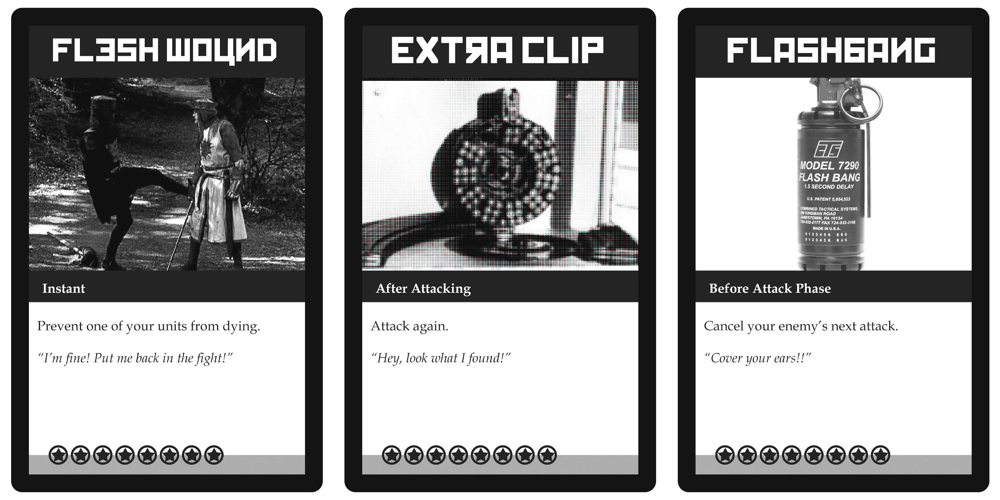 FLESH WOUND
Instant
Prevent one of your units from dying.
“I’m fine! Put me back in the fight!”
EXTRA CLIP
After Attacking
Attack again.
“Hey, look what I found!”
FLASHBANG
CTS
MODEL 7290
FLASH BANG
1.5 SECOND DELAY
U.S. PATENT 5,654,523
COMBINED TACTICAL SYSTEMS
388 KINSMAN ROAD
JAMESTOWN, PA 16134
724-932-2177 FAX 724-932-2166
MADE IN U.S.A.
0 1 2 3 4 5 6 8 9 0
0 1 2 3 4 5 6 8 9 0
Before Attack Phase
Cancel your enemy’s next attack.
“Cover your ears!!”